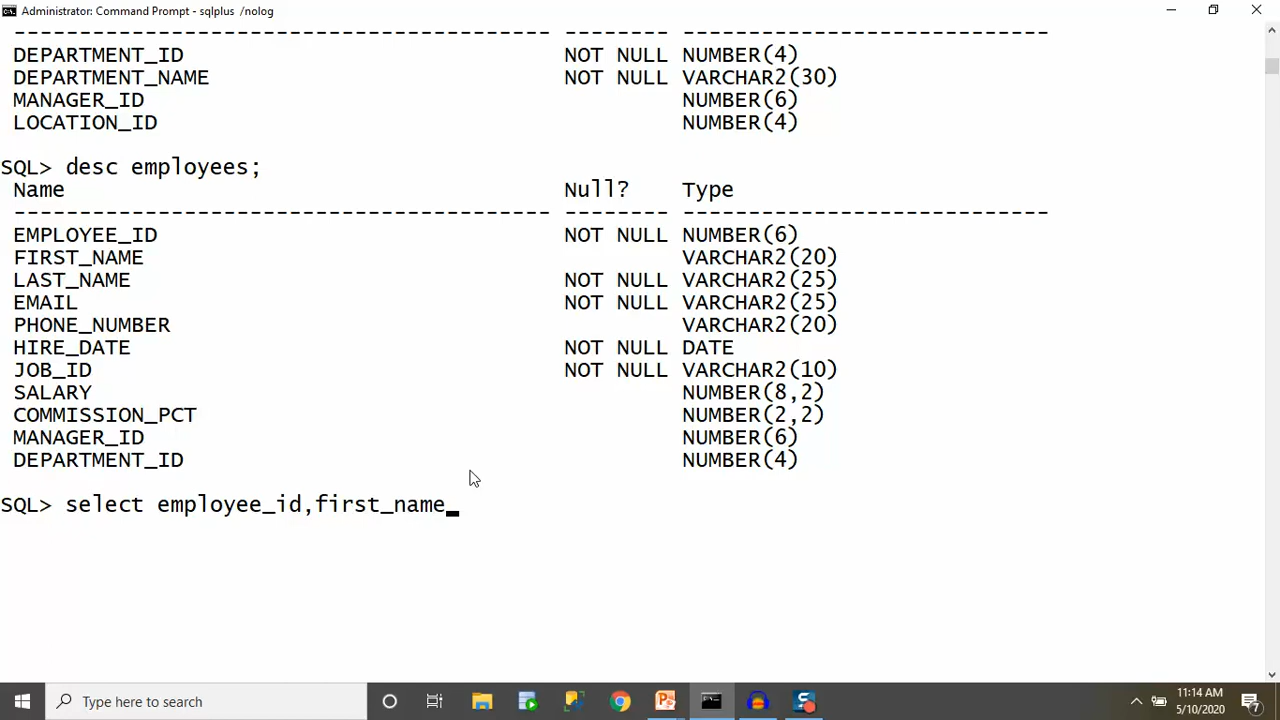 Administrator: Command Prompt - sqlplus /nolog
----------------------------------------- -------- ----------------------------
DEPARTMENT_ID NOT NULL NUMBER(4)
DEPARTMENT_NAME NOT NULL VARCHAR2(30)
MANAGER_ID NUMBER(6)
LOCATION_ID NUMBER(4)
SQL> desc employees;
Name Null? Type
----------------------------------------- -------- ----------------------------
EMPLOYEE_ID NOT NULL NUMBER(6)
FIRST_NAME VARCHAR2(20)
LAST_NAME NOT NULL VARCHAR2(25)
EMAIL NOT NULL VARCHAR2(25)
PHONE_NUMBER VARCHAR2(20)
HIRE_DATE NOT NULL DATE
JOB_ID NOT NULL VARCHAR2(10)
SALARY NUMBER(8,2)
COMMISSION_PCT NUMBER(2,2)
MANAGER_ID NUMBER(6)
DEPARTMENT_ID NUMBER(4)
SQL> select employee_id,first_name_
Type here to search
11:14 AM
5/10/2020
7